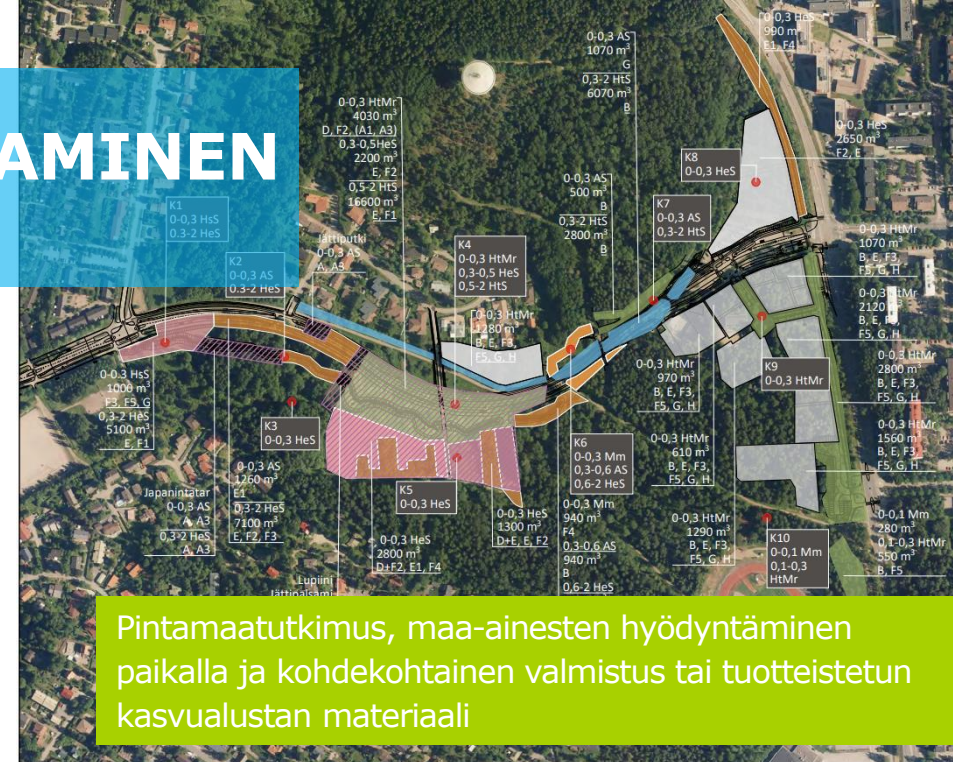 AMINEN
0-0,3 HeS
990 m³
E1, F4
0-0,3 AS
1070 m³
G
0,3-2 HtS
6070 m³
B
0-0,3 HtMr
4030 m³
D, F2, (A1, A3)
0,3-0,5HeS
2200 m³
E, F2
0,5-2 HtS
16600 m³
E, F1
0-0,3 HeS
2650 m³
F2, E
K8
0-0,3 HeS
0-0,3 AS
500 m³
B
0,3-2 HtS
2800 m³
B
K7
0-0,3 AS
0,3-2 HtS
K1
0-0,3 HsS
0.3-2 HeS
Jättiputki
0-0,3 AS
A, A3
K2
0-0,3 AS
0.3-2 HeS
K4
0-0,3 HtMr
0,3-0,5 HeS
0,5-2 HtS
0-0,3 HtMr
1070 m³
B, E, F3,
F5, G, H
0-0,3 HtMr
2120 m³
B, E, F3,
F5, G, H
0-0,3 HtMr
1280 m³
B, E, F3,
F5, G, H
0-0,3 HtMr
2800 m³
B, E, F3,
F5, G, H
0-0,3 HtMr
970 m³
B, E, F3,
F5, G, H
K9
0-0,3 HtMr
0-0.3 HsS
1000 m³
F3, F5, G
0,3-2 HeS
5100 m³
E, F1
K3
0-0,3 HeS
0-0,3 HtMr
1560 m³
B, E, F3,
F5, G, H
0-0,3 HtMr
610 m³
B, E, F3,
F5, G, H
K6
0-0,3 Mm
0,3-0,6 AS
0,6-2 HeS
0-0,3 AS
1260 m³
E1
0,3-2 HeS
7100 m³
E, F2, F3
Japanintatar
0-0,3 AS
A, A3
0,3-2 HeS
A, A3
K5
0-0,3 HeS
0-0,3 HeS
1300 m³
D+E, E, F2
0-0,3 Mm
940 m³
F4
0,3-0,6 AS
940 m³
B
0,6-2 HeS
0-0,3 HtMr
1290 m³
B, E, F3,
F5, G, H
K10
0-0,1 Mm
0,1-0,3
HtMr
0-0,1 Mm
280 m³
0,1-0,3 HtMr
550 m³
B, F5
0-0,3 HeS
2800 m³
D+F2, E1, F4
Lupiini
Jättipalsami
Pintamaatutkimus, maa-ainesten hyödyntäminen
paikalla ja kohdekohtainen valmistus tai tuotteistetun
kasvualustan materiaali